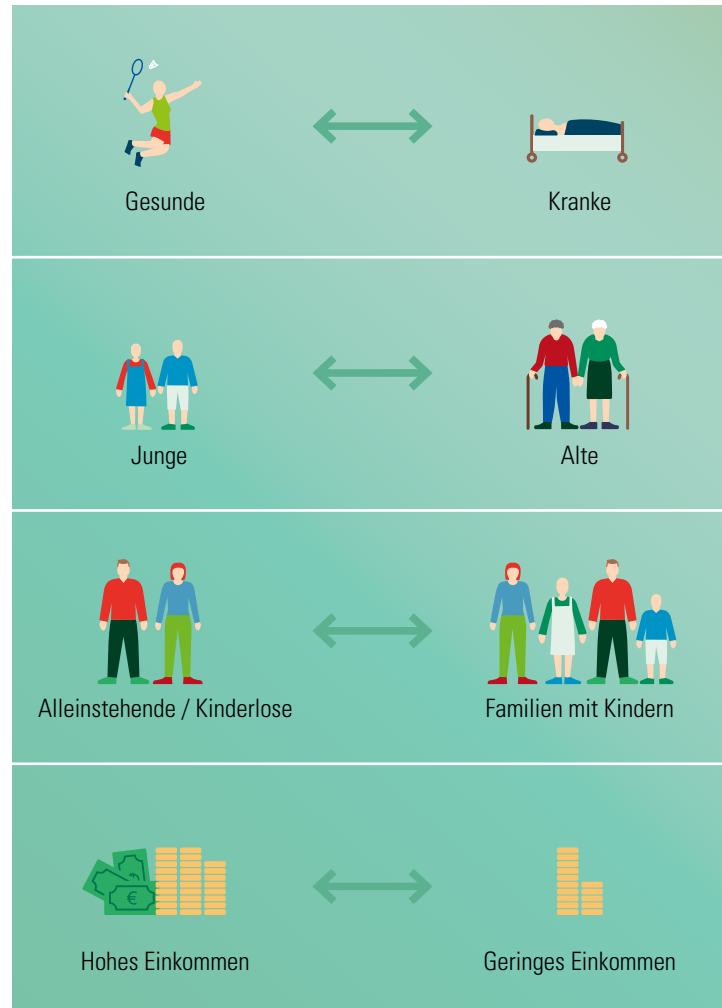 Gesunde
Kranke
Junge
Alte
Alleinstehende / Kinderlose
Familien mit Kindern
€
Hohes Einkommen
Geringes Einkommen